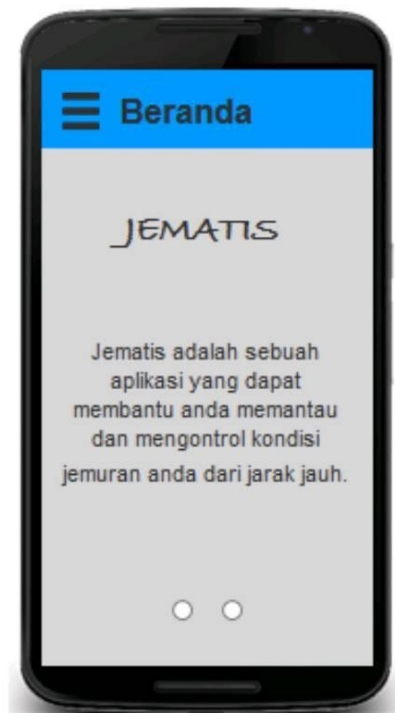 Beranda
JEMATIS
Jematis adalah sebuah
aplikasi yang dapat
membantu anda memantau
dan mengontrol kondisi
jemuran anda dari jarak jauh.